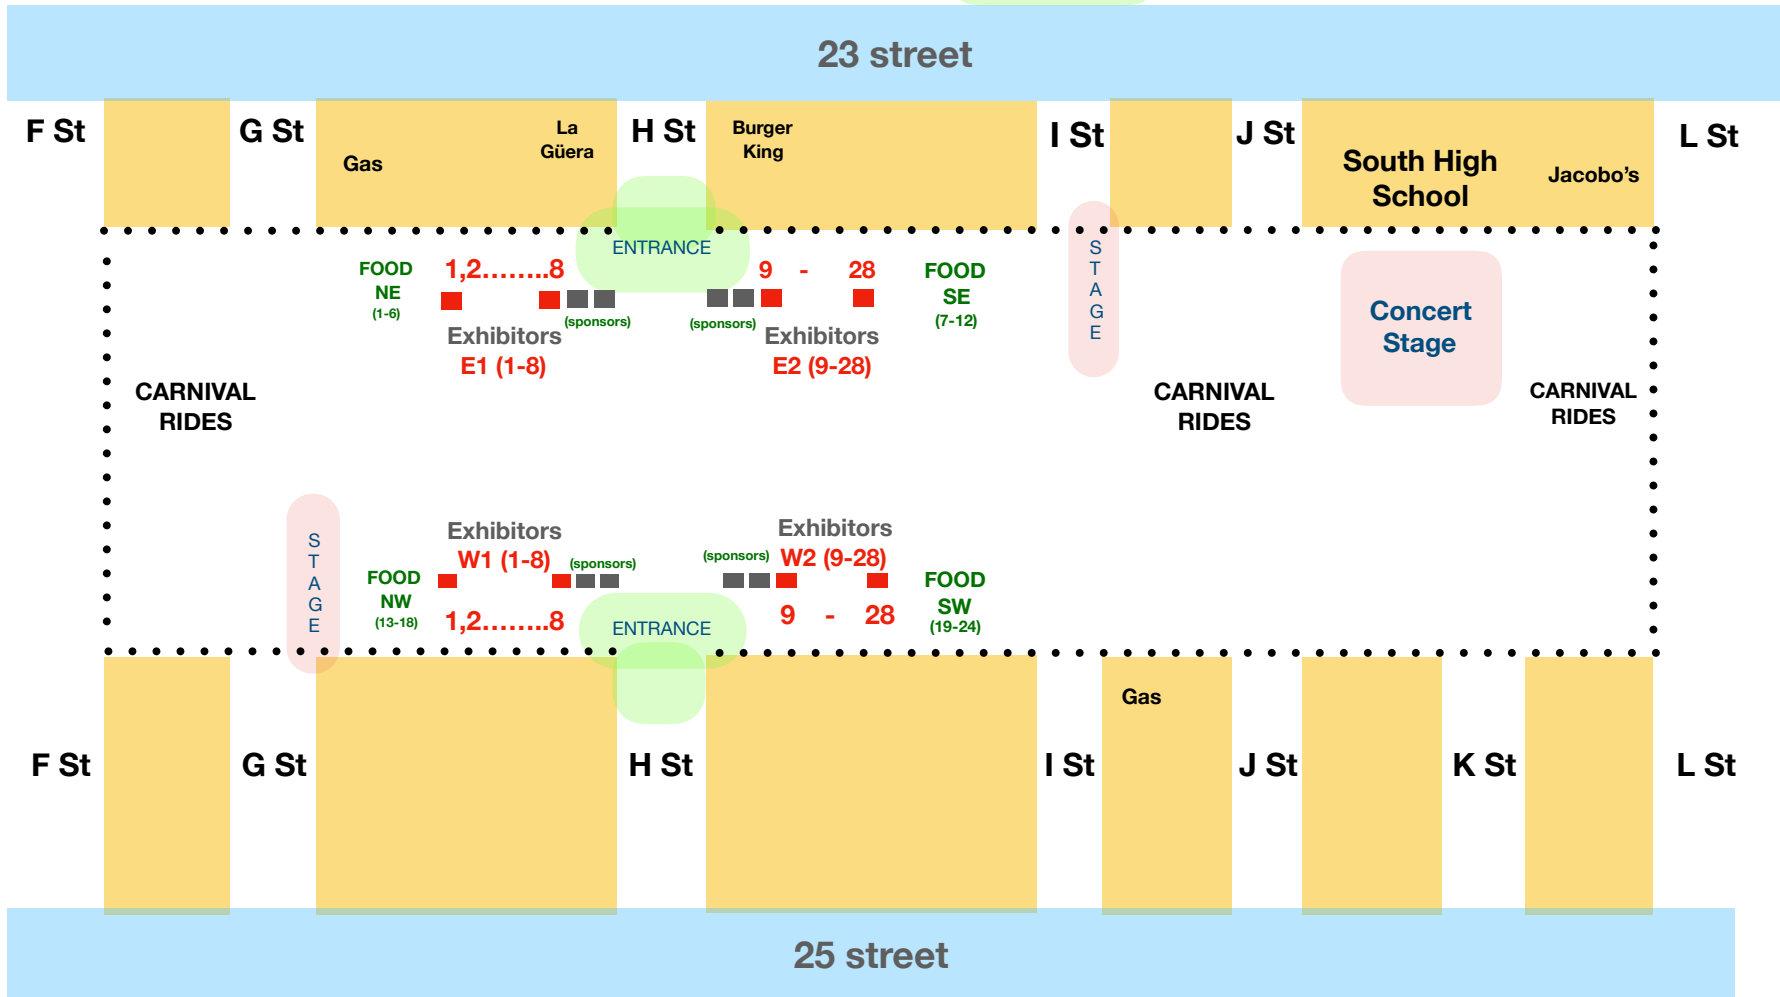 23 street
F St
G St
La
Güera
H St
Burger
King
I St
J St
L St
Gas
South High
School
Jacobo's
ENTRANCE
FOOD
NE
(1-6)
1,2........8
(sponsors)
Exhibitors
E1 (1-8)
9 - 28
(sponsors)
Exhibitors
E2 (9-28)
FOOD
SE
(7-12)
S
T
A
G
E
Concert
Stage
CARNIVAL
RIDES
CARNIVAL
RIDES
CARNIVAL
RIDES
S
T
A
G
E
Exhibitors
W1 (1-8)
(sponsors)
FOOD
NW
(13-18)
1,2........8
ENTRANCE
Exhibitors
(sponsors)
W2 (9-28)
9 - 28
FOOD
SW
(19-24)
Gas
F St
G St
H St
I St
J St
K St
L St
25 street